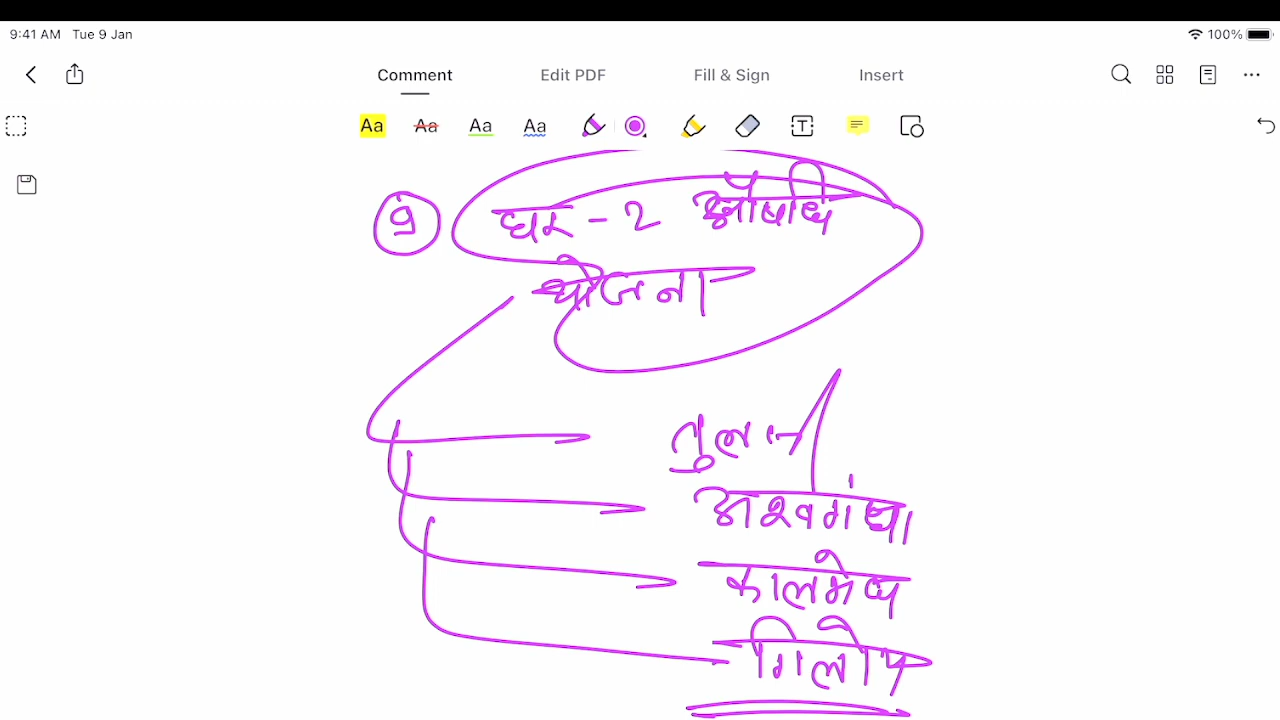 9:41 AM Tue 9 Jan 100%
Comment Edit PDF Fill & Sign Insert
Aa Aa Aa Aa T
9 घर - 2 औषधि
योजना
तुलसी
अश्वगंधा
कालमेघ
गिलोय